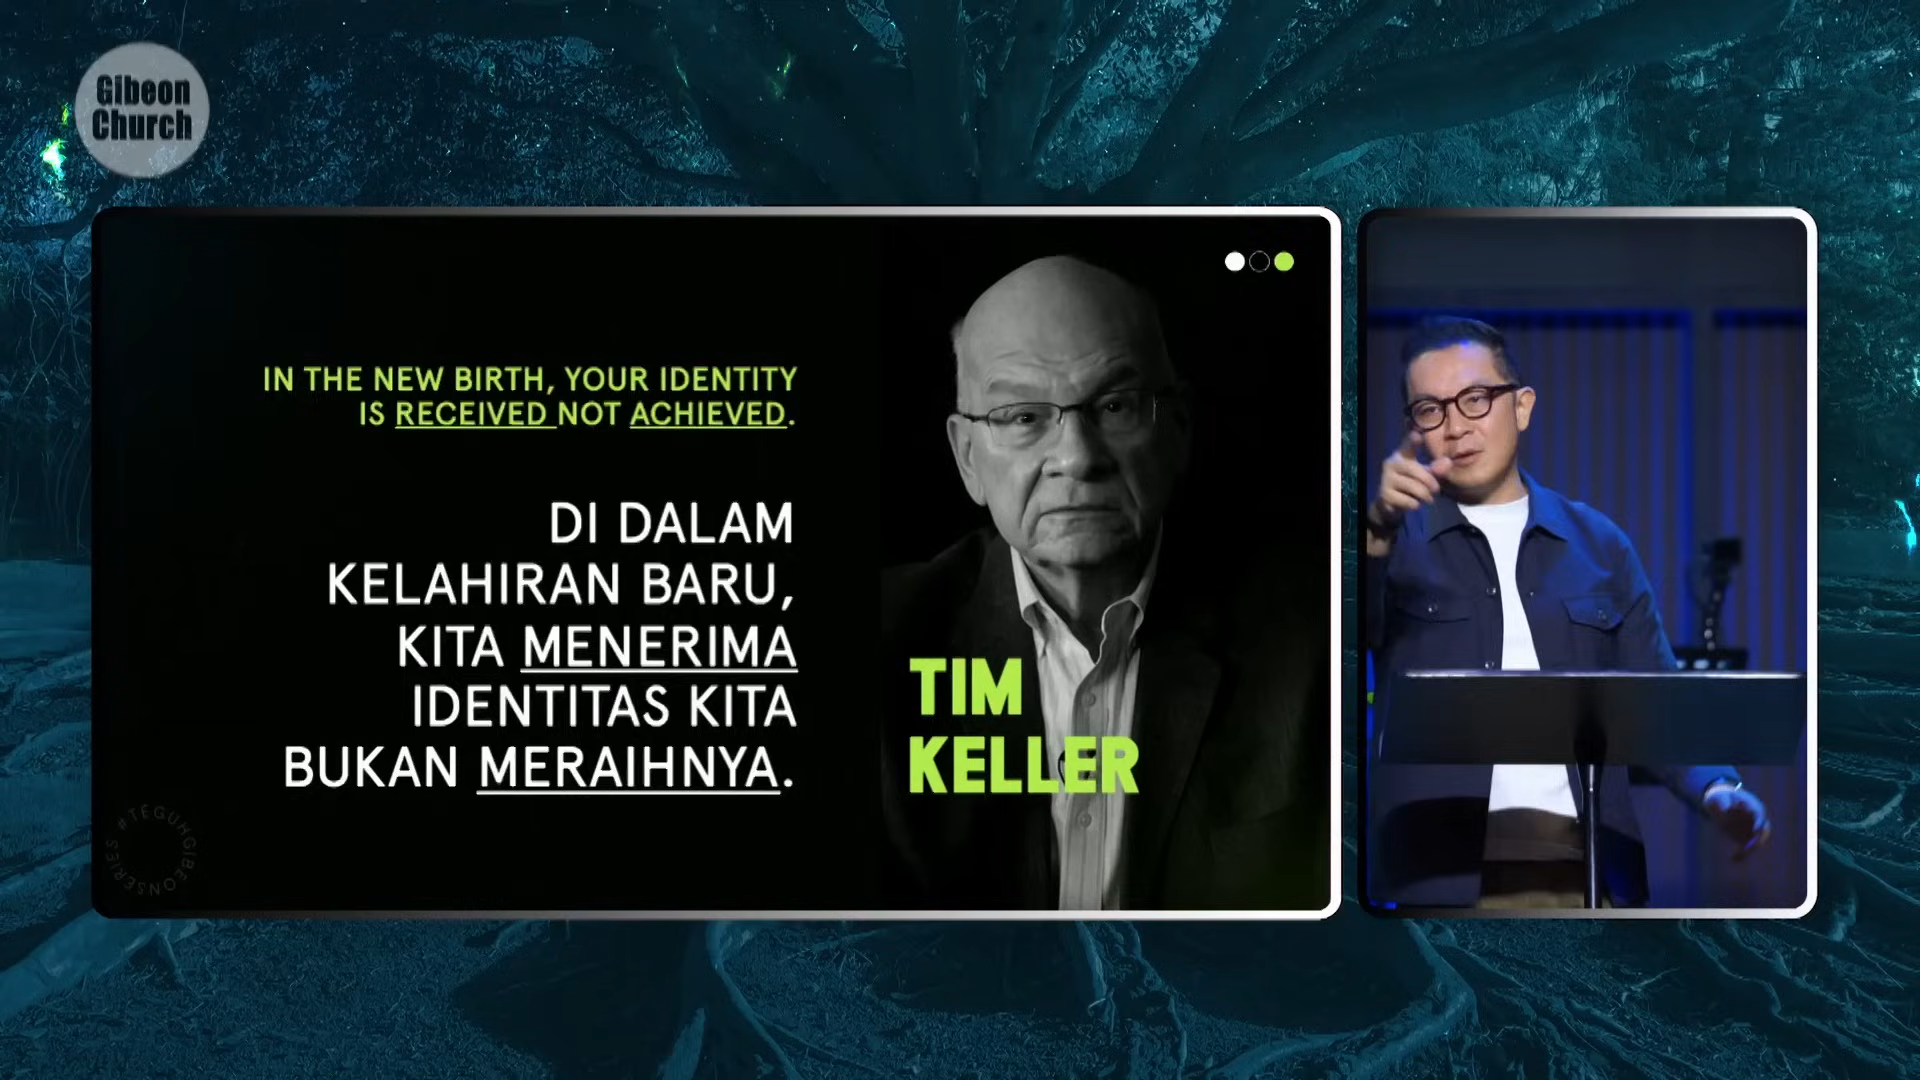 Gibeon
Church
IN THE NEW BIRTH, YOUR IDENTITY
IS RECEIVED NOT ACHIEVED.
DI DALAM
KELAHIRAN BARU,
KITA MENERIMA
IDENTITAS KITA
BUKAN MERAIHNYA.
TIM
KELLER
#TEGUHGIBEONSERIES